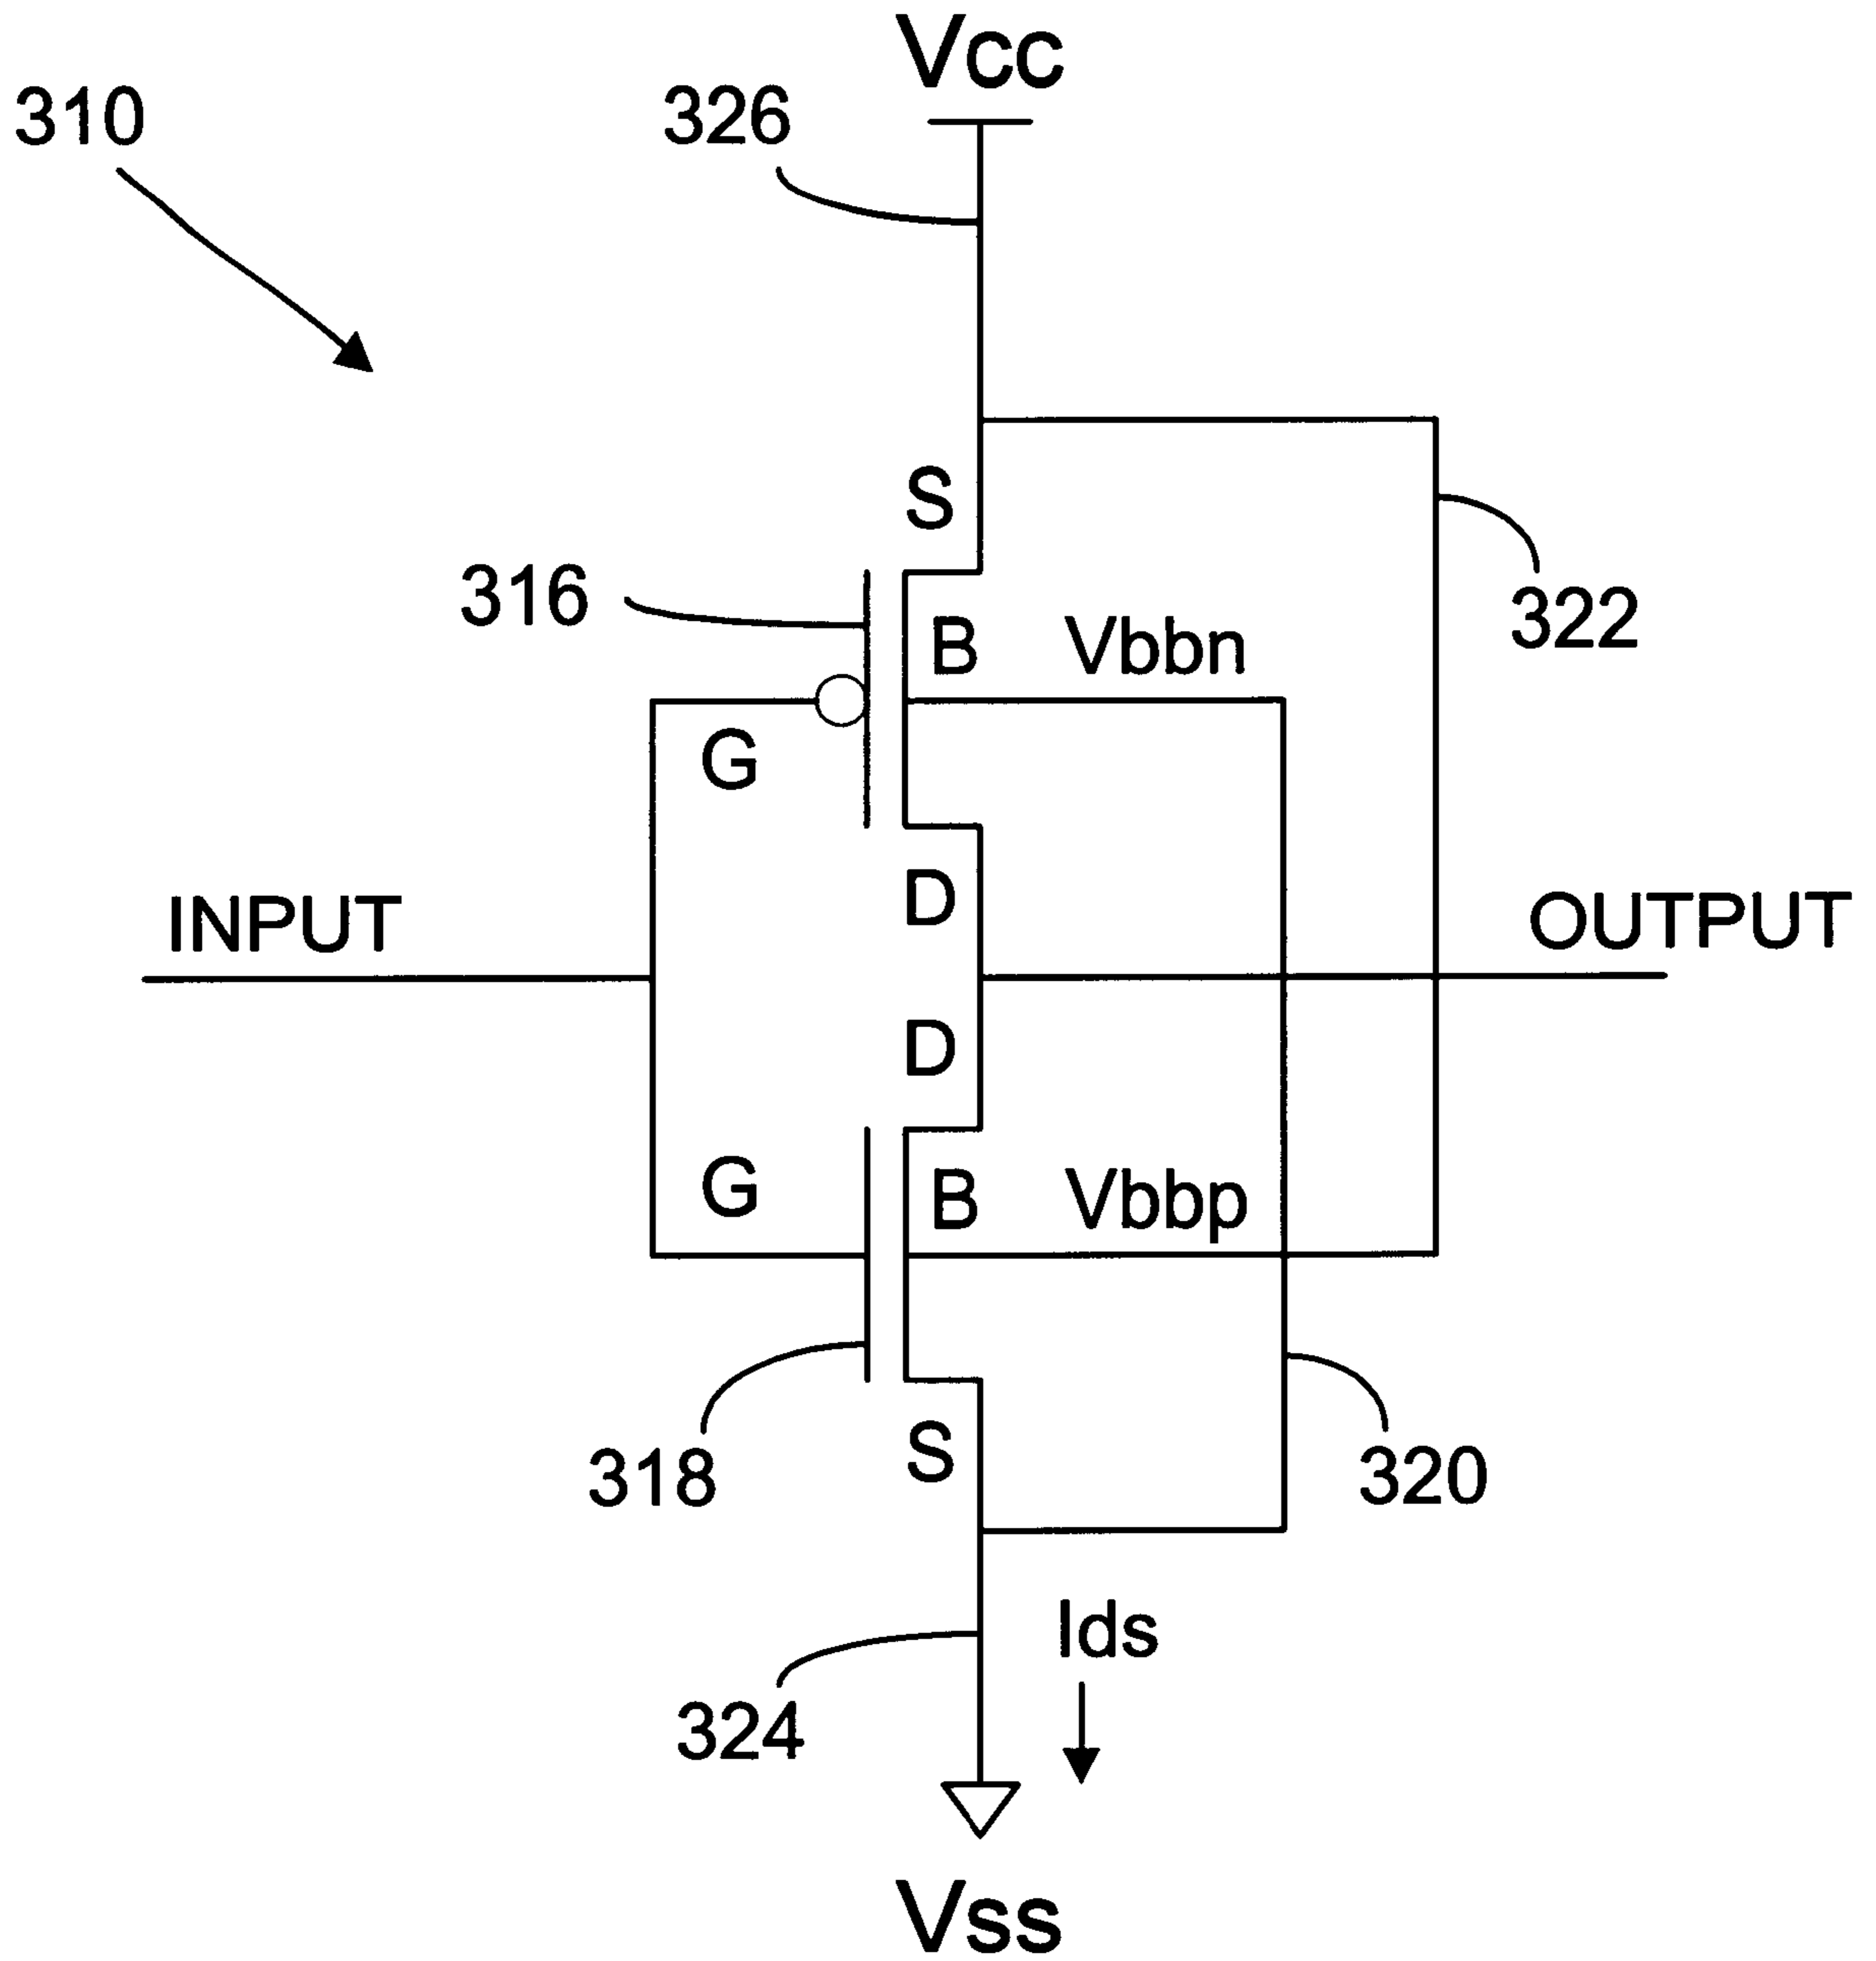 Vcc
310
326
S
316
B
Vbbn
322
G
D
INPUT
OUTPUT
D
G
B
Vbbp
318
S
320
Ids
324
Vss